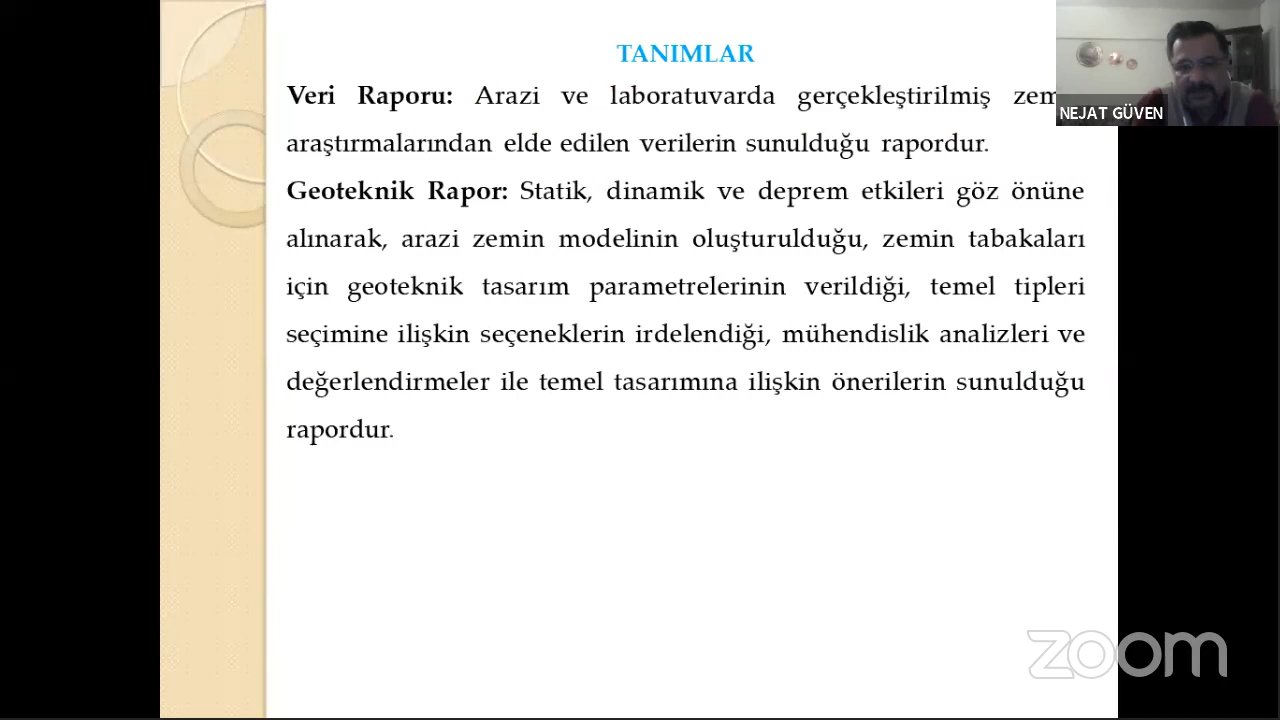 TANIMLAR
Veri Raporu: Arazi ve laboratuvarda gerçekleştirilmiş
araştırmalarından elde edilen verilerin sunulduğu rapordur.
Geoteknik Rapor: Statik, dinamik ve deprem etkileri göz önüne
alınarak, arazi zemin modelinin oluşturulduğu, zemin tabakaları
için geoteknik tasarım parametrelerinin verildiği, temel tipleri
seçimine ilişkin seçeneklerin irdelendiği, mühendislik analizleri ve
değerlendirmeler ile temel tasarımına ilişkin önerilerin sunulduğu
rapordur.
NEJAT GÜVEN
zoom